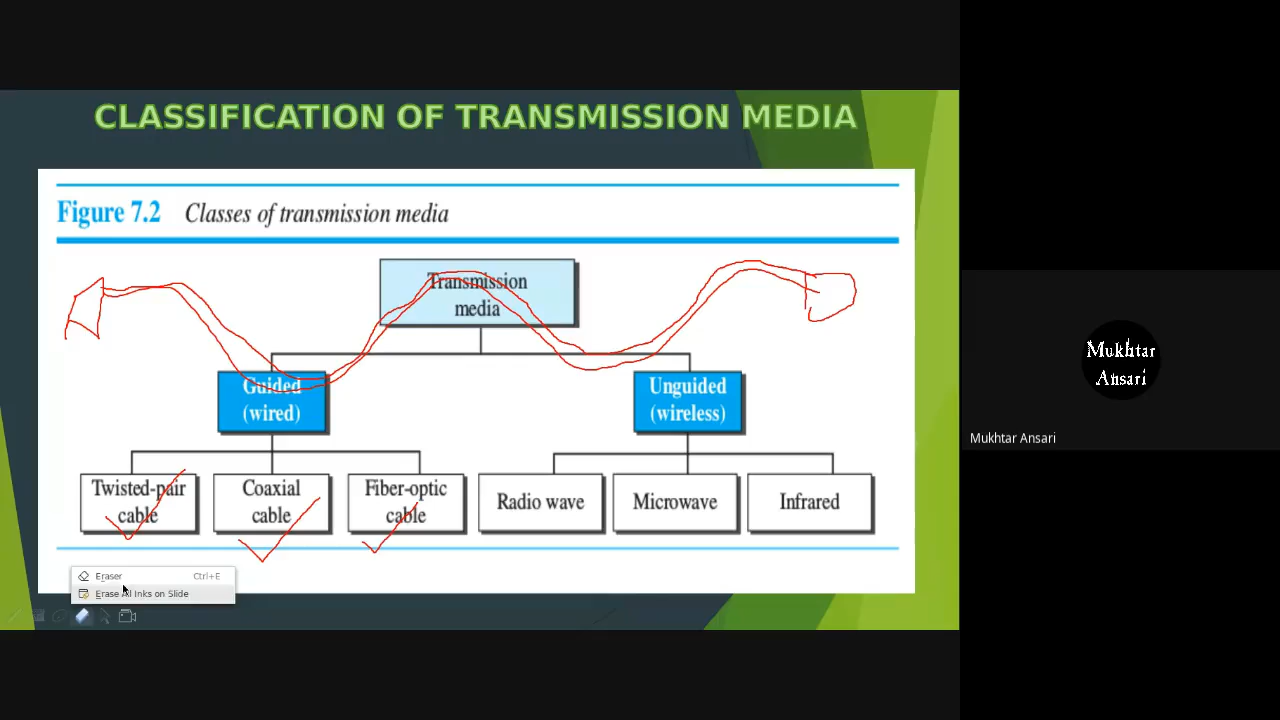 CLASSIFICATION OF TRANSMISSION MEDIA
Figure 7.2 Classes of transmission media
Transmission
media
Guided
(wired)
Unguided
(wireless)
Twisted-pair
cable
Coaxial
cable
Fiber-optic
cable
Radio wave
Microwave
Infrared
Eraser Ctrl+E
Erase All Inks on Slide
Mukhtar
Ansari
Mukhtar Ansari